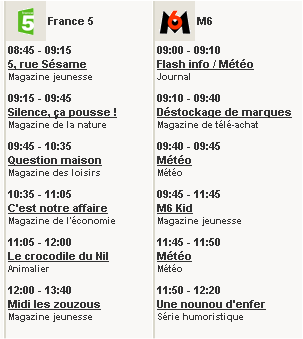 5 France 5
08:45 - 09:15
5, rue Sésame
Magazine jeunesse
09:15 - 09:45
Silence, ça pousse !
Magazine de la nature
09:45 - 10:35
Question maison
Magazine des loisirs
10:35 - 11:05
C'est notre affaire
Magazine de l'économie
11:05 - 12:00
Le crocodile du Nil
Animalier
12:00 - 13:40
Midi les zouzous
Magazine jeunesse
M6 M6
09:00 - 09:10
Flash info / Météo
Journal
09:10 - 09:40
Déstockage de marques
Magazine de télé-achat
09:40 - 09:45
Météo
Météo
09:45 - 11:45
M6 Kid
Magazine jeunesse
11:45 - 11:50
Météo
Météo
11:50 - 12:20
Une nounou d'enfer
Série humoristique